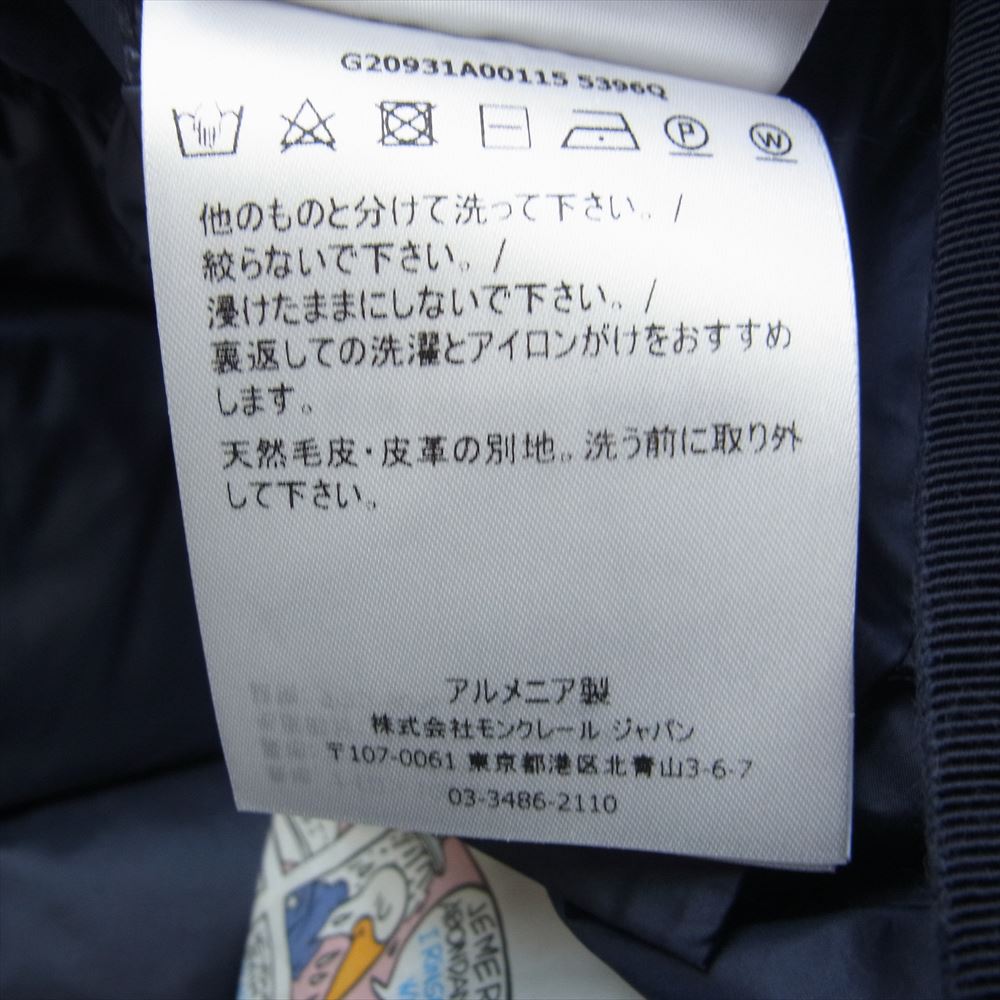 G20931A00115 5396Q
P W
他のものと分けて洗って下さい。/
絞らないで下さい。/
浸けたままにしないで下さい。/
裏返しての洗濯とアイロンがけをおすすめ
します。
天然毛皮・皮革の別地。洗う前に取り外
して下さい。
アルメニア製
株式会社モンクレール ジャパン
〒107-0061 東京都港区北青山3-6-7
03-3486-2110